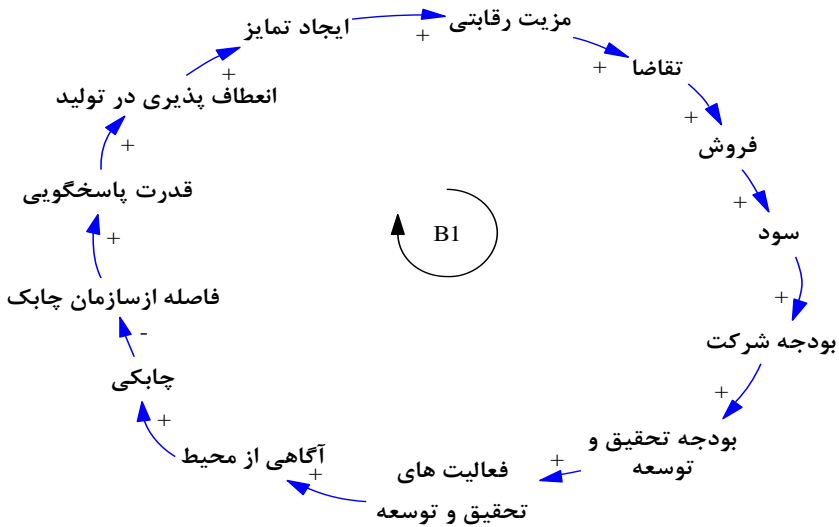 مزیت رقابتی
+
تقاضا
+
فروش
+
سود
+
بودجه شرکت
+
بودجه تحقیق و
توسعه
+
فعالیت های
تحقیق و توسعه
+
آگاهی از محیط
+
چابکی
-
فاصله ازسازمان چابک
+
قدرت پاسخگویی
+
انعطاف پذیری در تولید
+
ایجاد تمایز
+
B1